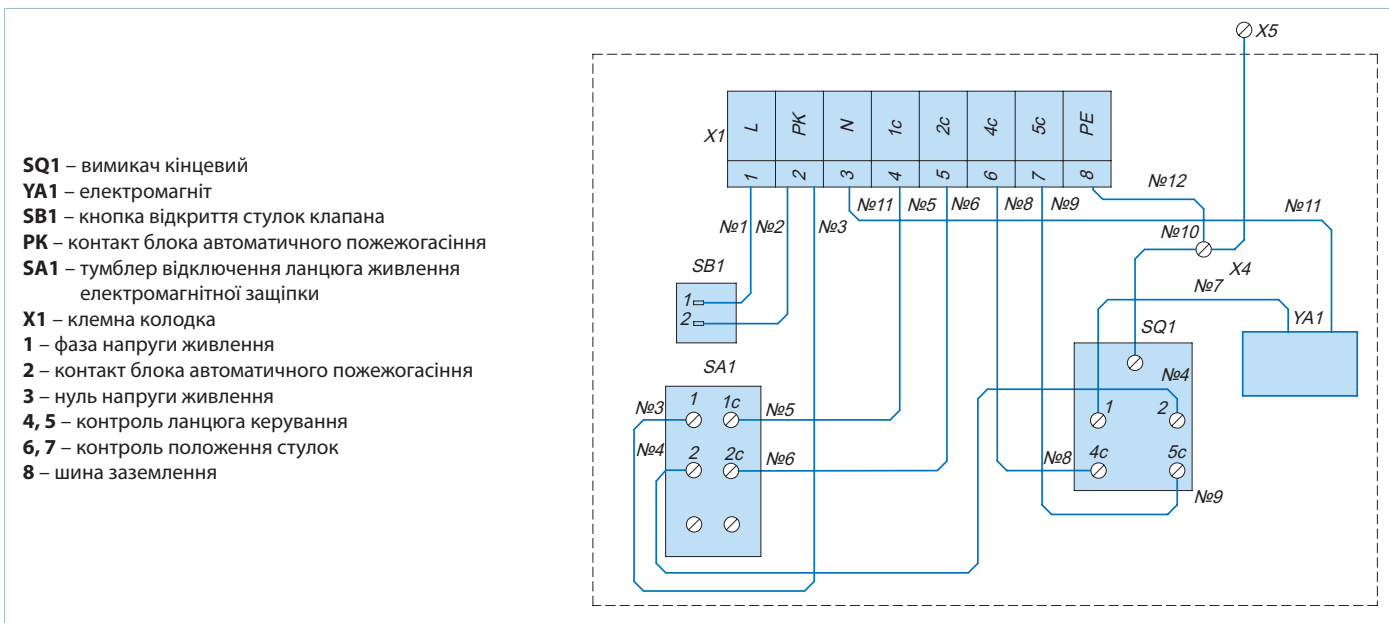 SQ1 – вимикач кінцевий
YA1 – електромагніт
SB1 – кнопка відкриття стулок клапана
PK – контакт блока автоматичного пожежогасіння
SA1 – тумблер відключення ланцюга живлення
електромагнітної защіпки
X1 – клемна колодка
1 – фаза напруги живлення
2 – контакт блока автоматичного пожежогасіння
3 – нуль напруги живлення
4, 5 – контроль ланцюга керування
6, 7 – контроль положення стулок
8 – шина заземлення
X5
X1
L PK N 1c 2c 4c 5c PE
1 2 3 4 5 6 7 8
№12
№1 №2 №3 №11 №5 №6 №8 №9 №11
№10
X4
SB1
1
2
№7
SQ1
YA1
SA1
№4
№3 1 1c №5
1 2
№4 2 2c №6
№8 4c 5c
№9